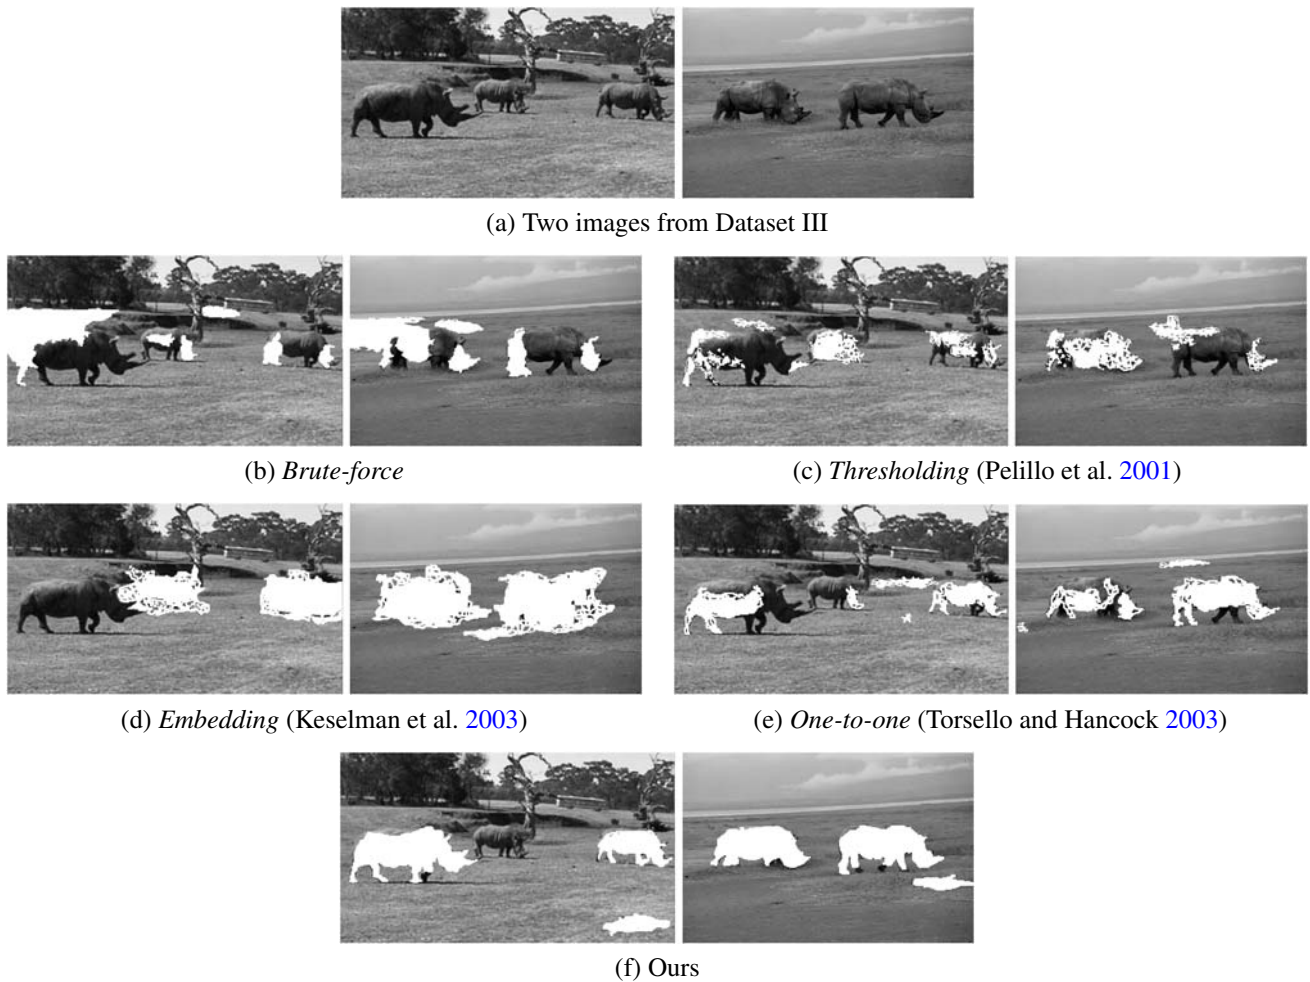 (a) Two images from Dataset III
(b) Brute-force
(c) Thresholding (Pelillo et al. 2001)
(d) Embedding (Keselman et al. 2003)
(e) One-to-one (Torsello and Hancock 2003)
(f) Ours